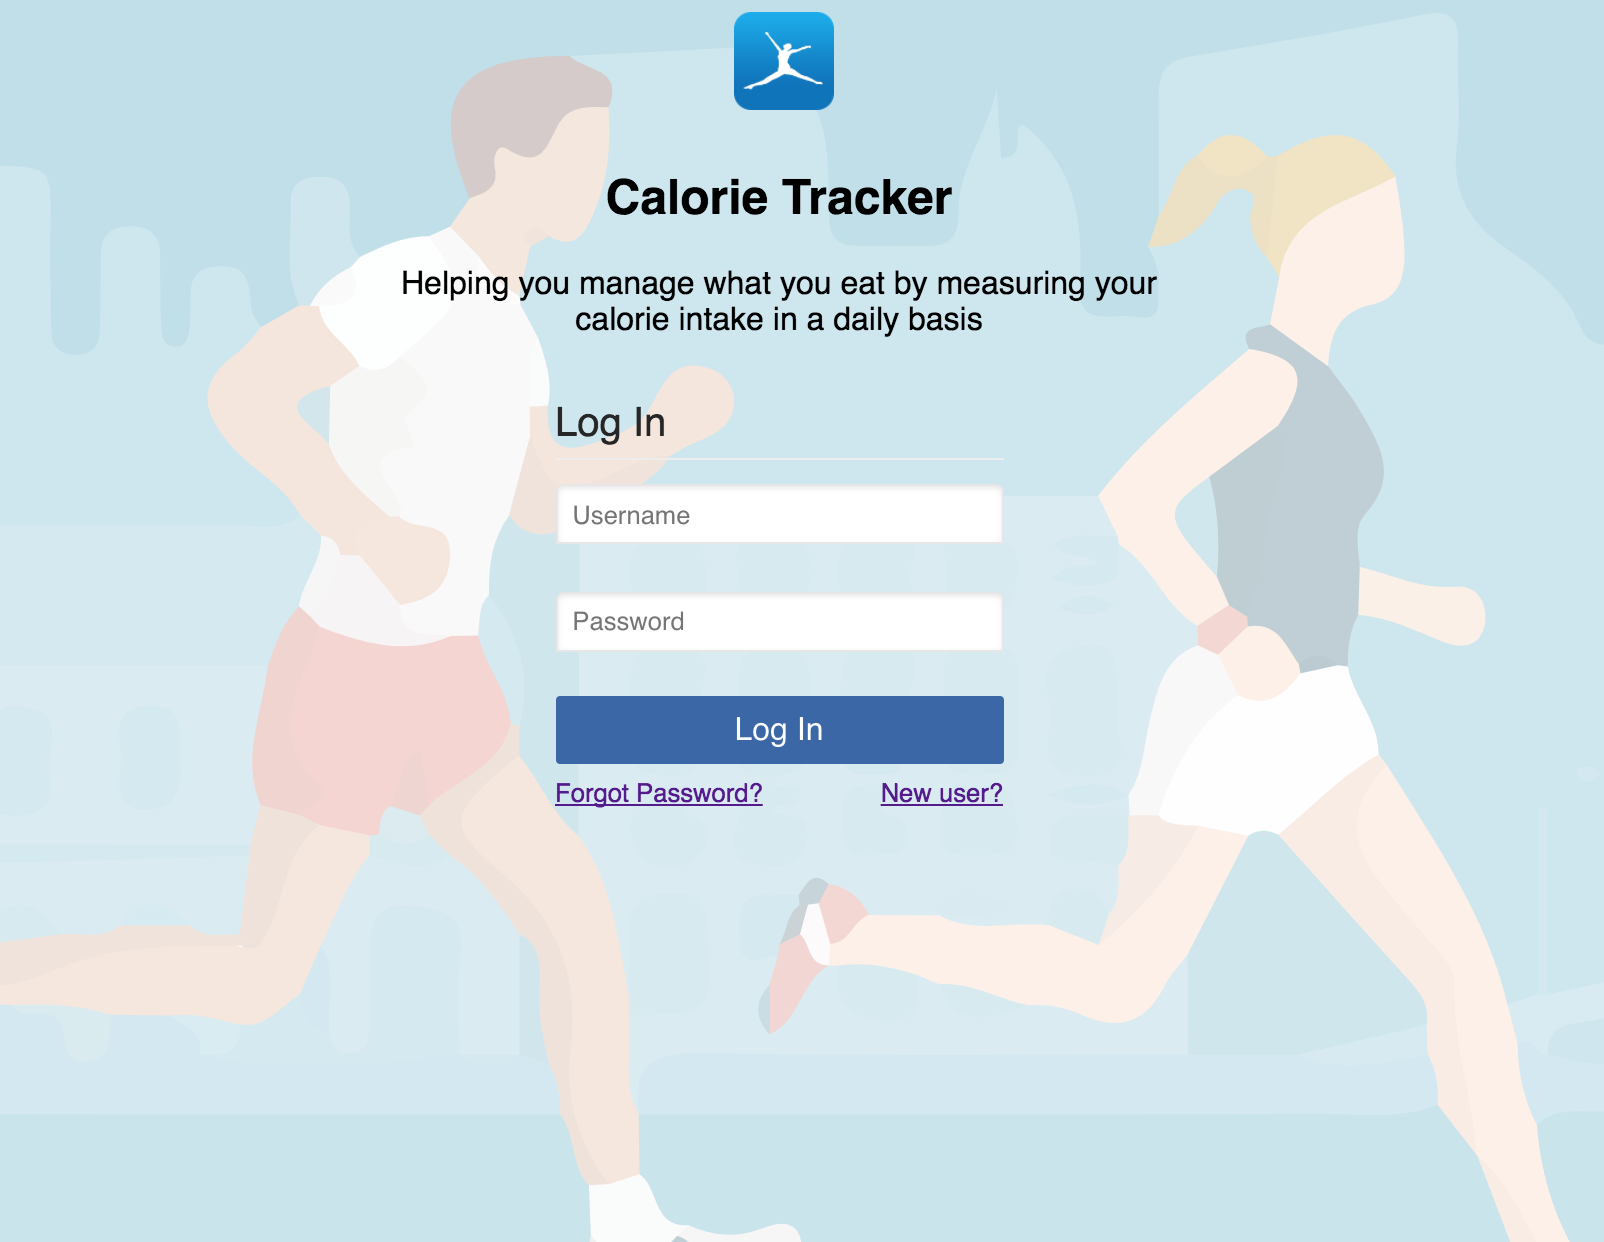 Calorie Tracker
Helping you manage what you eat by measuring your
calorie intake in a daily basis
Log In
Username
Password
Log In
Forgot Password? New user?